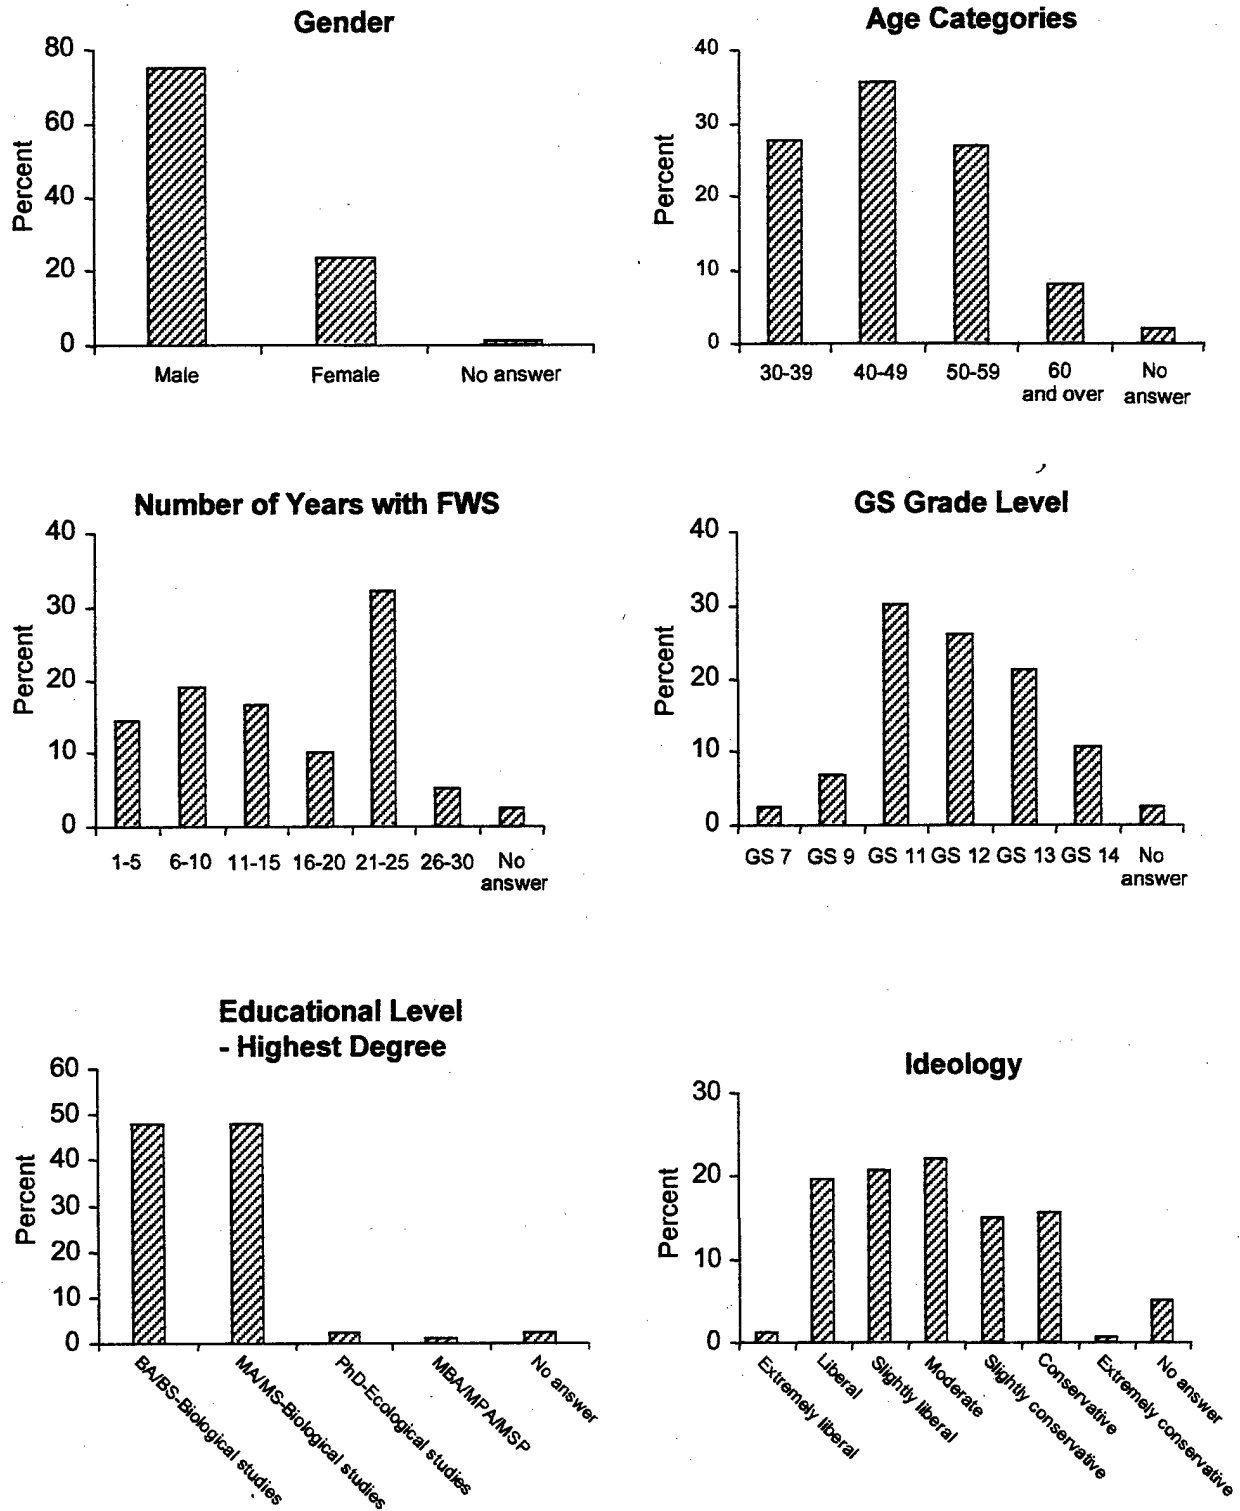 Gender
80
60
40
20
0
Percent
Male Female No answer
Age Categories
40
30
20
10
0
Percent
30-39 40-49 50-59 60 No
and over answer
Number of Years with FWS
40
30
20
10
0
Percent
1-5 6-10 11-15 16-20 21-25 26-30 No
answer
GS Grade Level
40
30
20
10
0
Percent
GS 7 GS 9 GS 11 GS 12 GS 13 GS 14 No
answer
Educational Level
- Highest Degree
60
50
40
30
20
10
0
Percent
BA/BS-Biological studies
MA/MS-Biological studies
PhD-Ecological studies
MBA/MPA/MSP
No answer
Ideology
30
20
10
0
Percent
Extremely liberal
Liberal
Slightly liberal
Moderate
Slightly conservative
Conservative
Extremely conservative
No answer